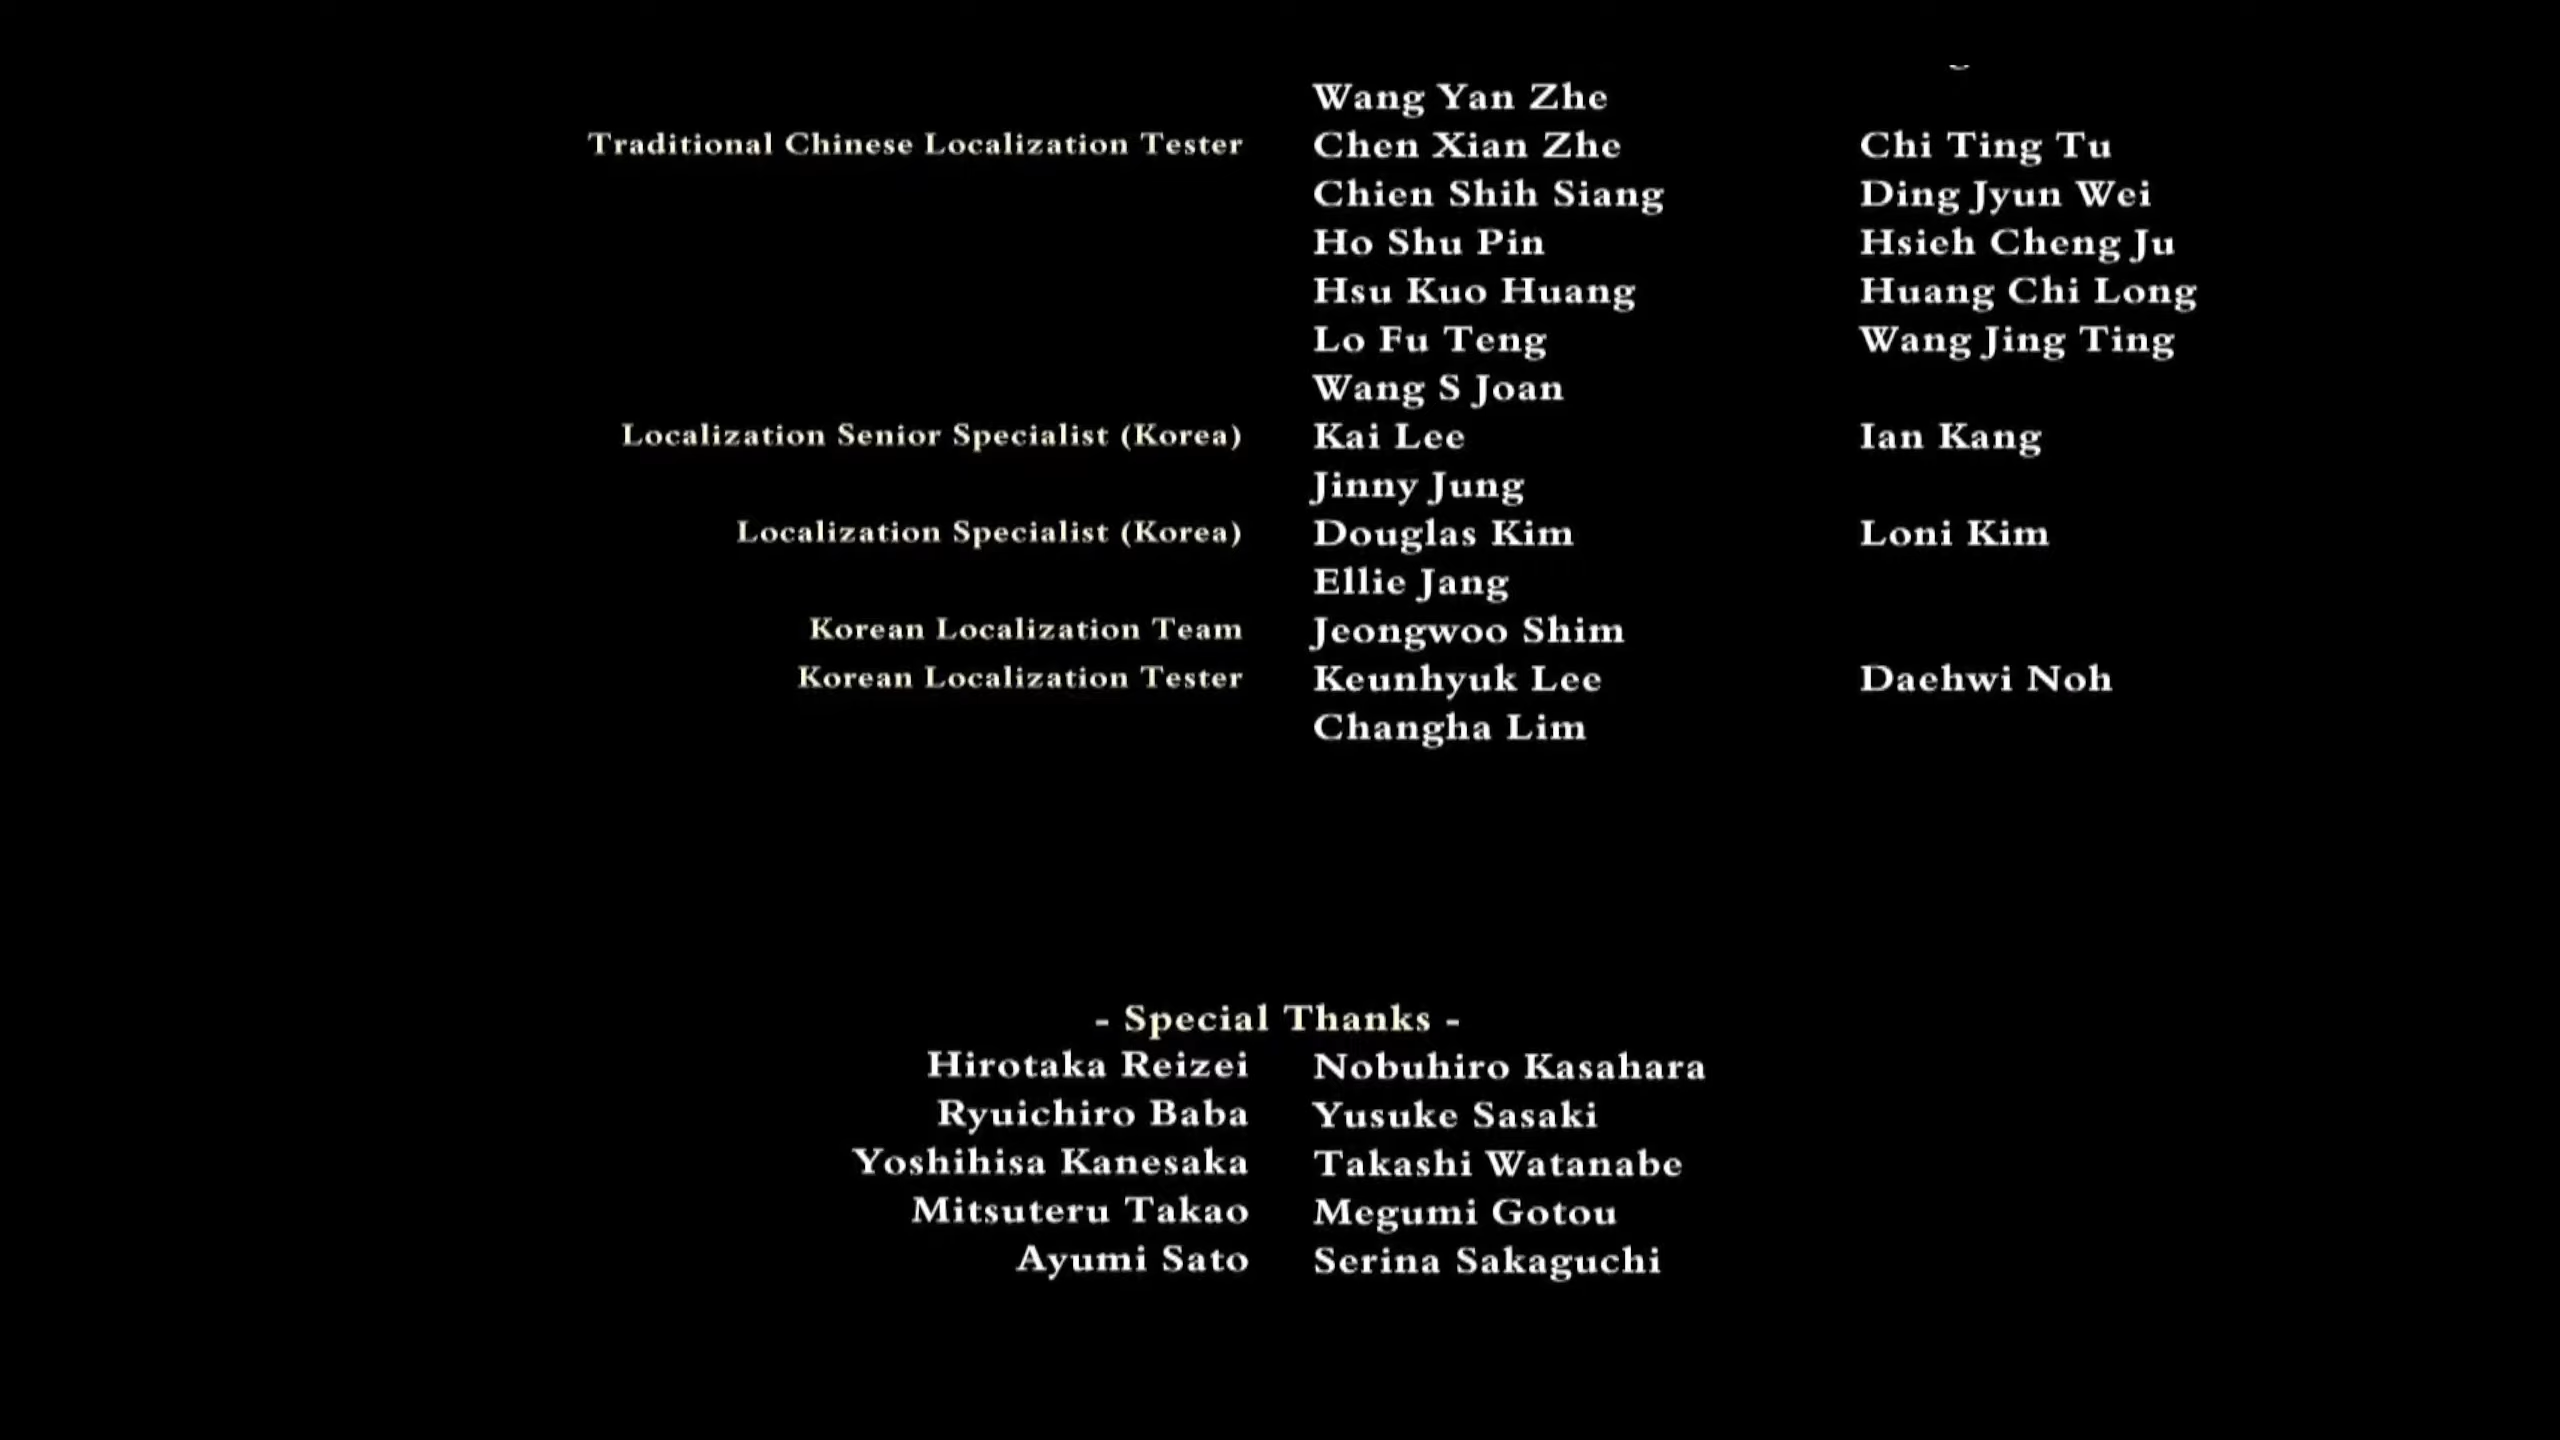 Wang Yan Zhe
Traditional Chinese Localization Tester Chen Xian Zhe Chi Ting Tu
Chien Shih Siang Ding Jyun Wei
Ho Shu Pin Hsieh Cheng Ju
Hsu Kuo Huang Huang Chi Long
Lo Fu Teng Wang Jing Ting
Wang S Joan
Localization Senior Specialist (Korea) Kai Lee Ian Kang
Jinny Jung
Localization Specialist (Korea) Douglas Kim Loni Kim
Ellie Jang
Korean Localization Team Jeongwoo Shim
Korean Localization Tester Keunhyuk Lee Daehwi Noh
Changha Lim
- Special Thanks -
Hirotaka Reizei Nobuhiro Kasahara
Ryuichiro Baba Yusuke Sasaki
Yoshihisa Kanesaka Takashi Watanabe
Mitsuteru Takao Megumi Gotou
Ayumi Sato Serina Sakaguchi